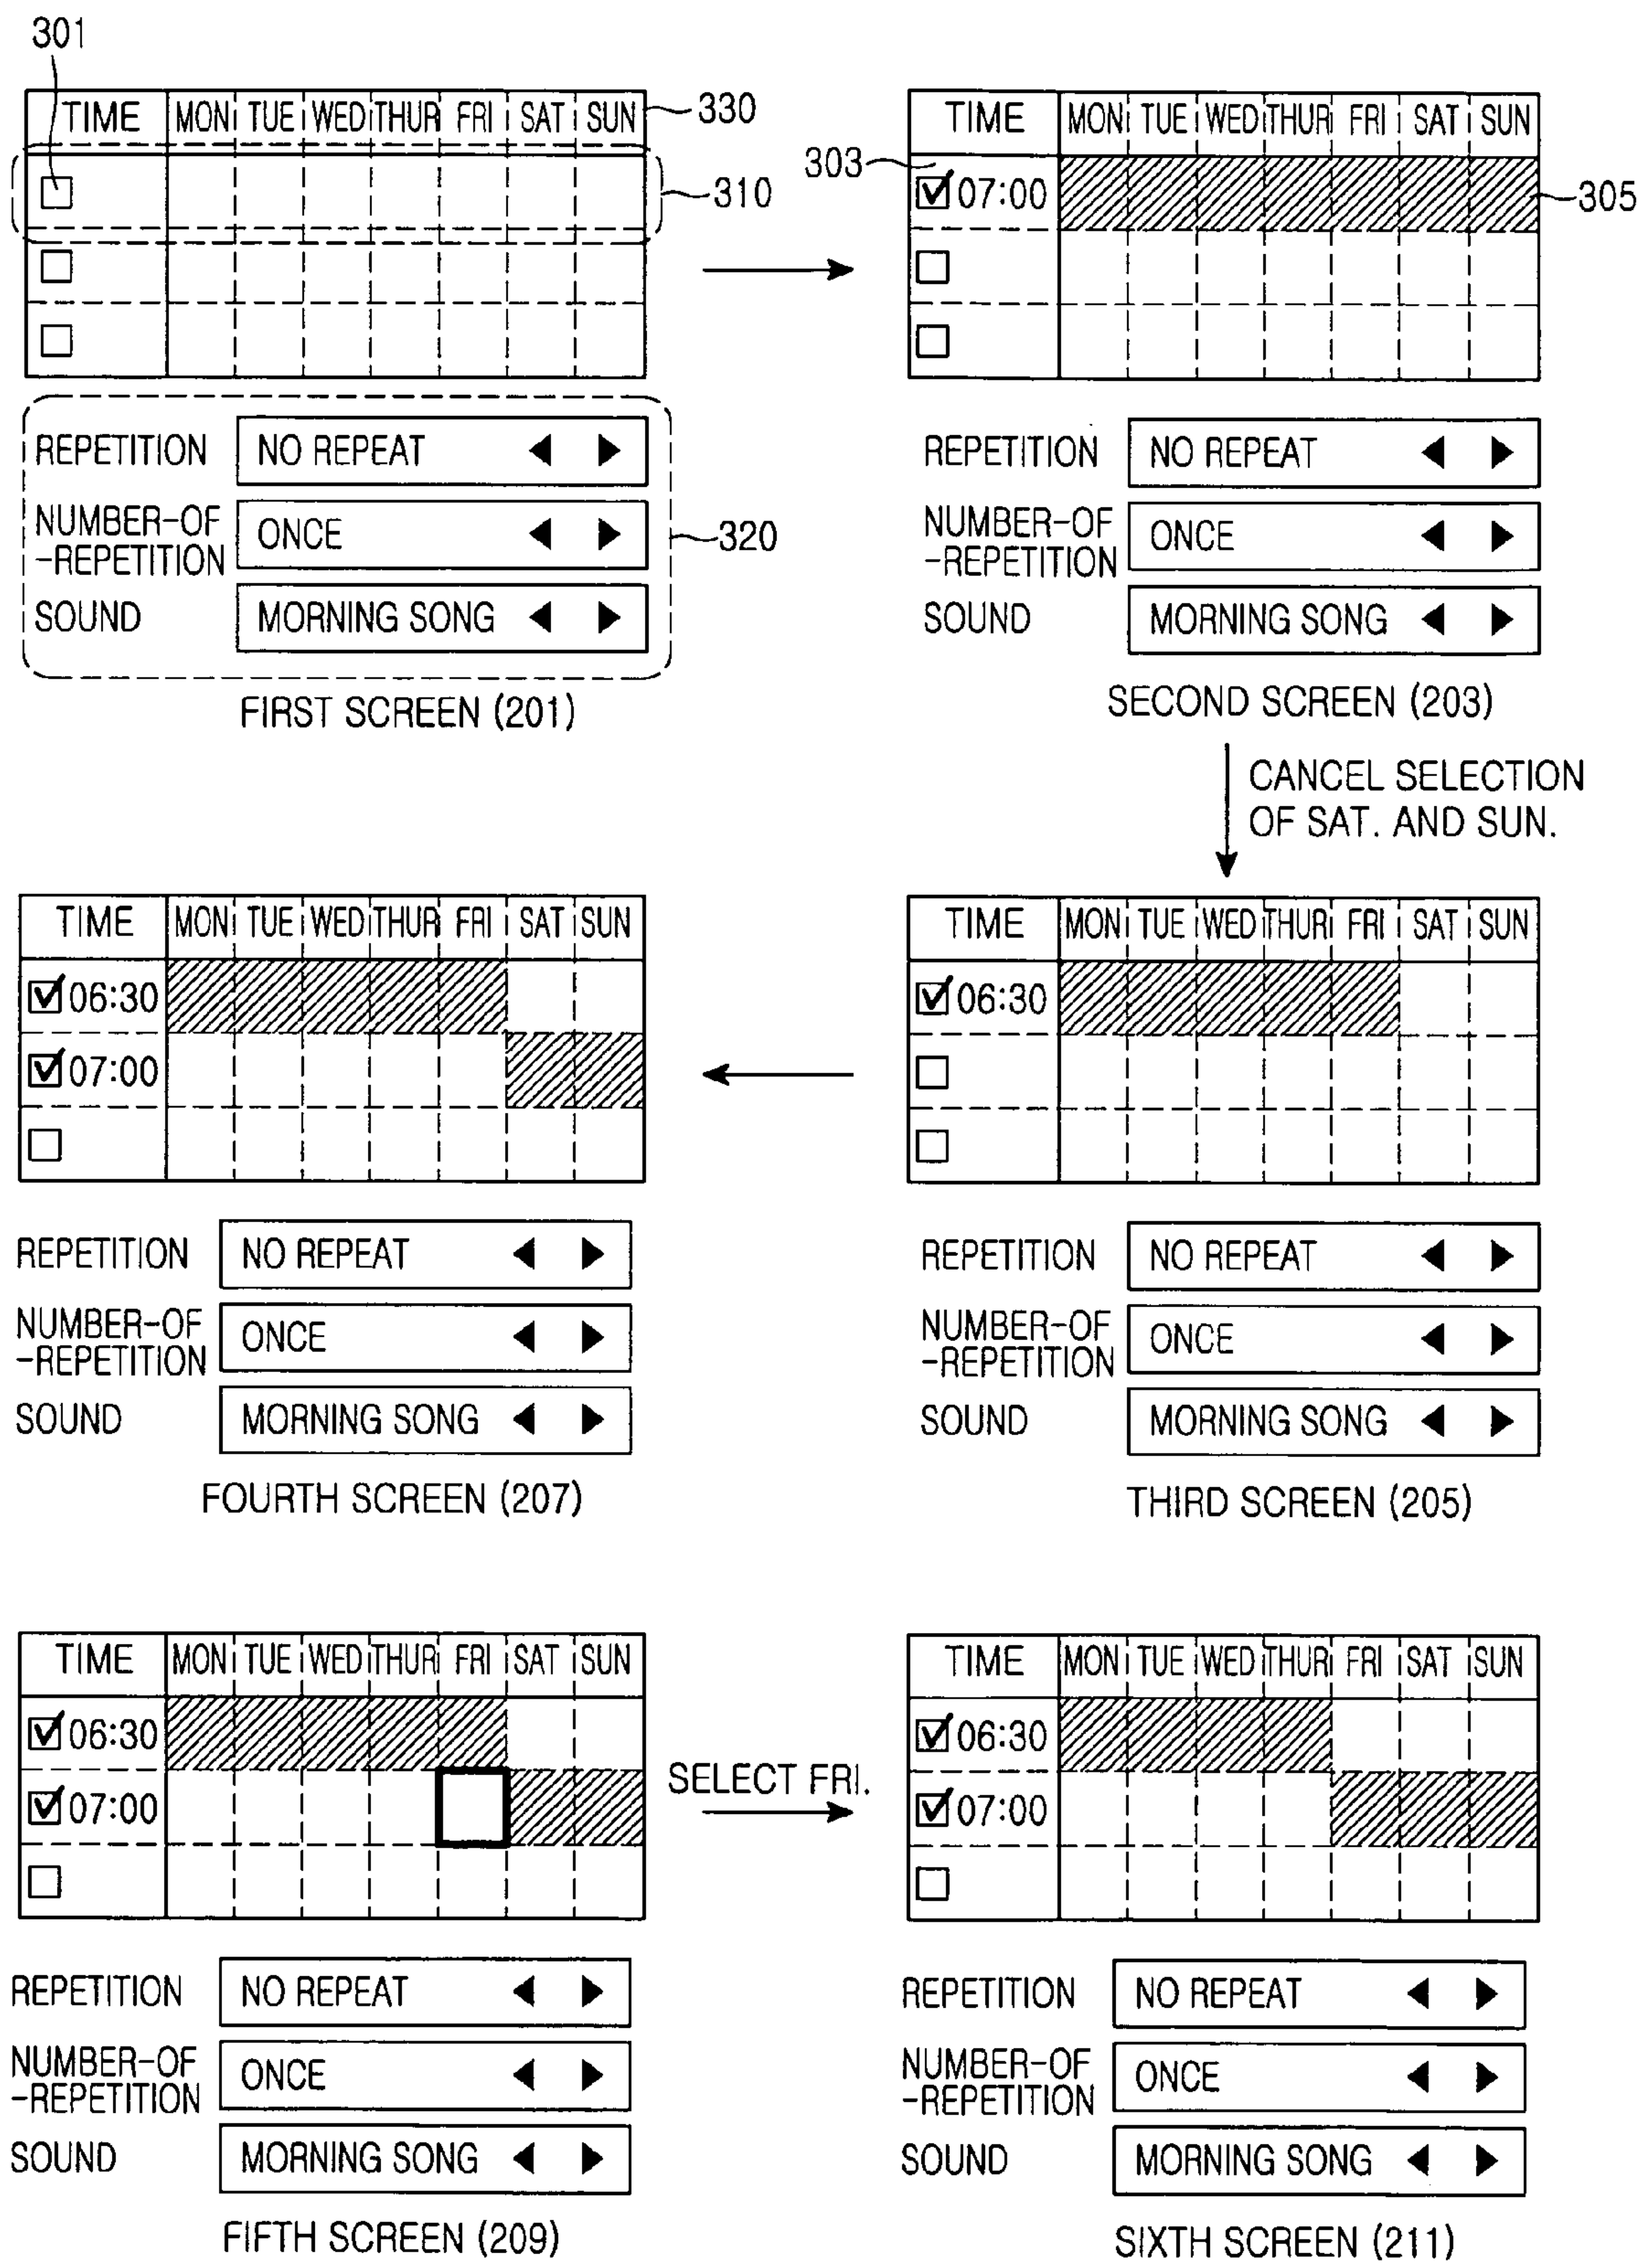 301
TIME MON TUE WED THUR FRI SAT SUN 330
310
REPETITION NO REPEAT
NUMBER-OF
-REPETITION ONCE
320
SOUND MORNING SONG
FIRST SCREEN (201)
TIME MON TUE WED THUR FRI SAT SUN
303
07:00 305
REPETITION NO REPEAT
NUMBER-OF
-REPETITION ONCE
SOUND MORNING SONG
SECOND SCREEN (203)
CANCEL SELECTION
OF SAT. AND SUN.
TIME MON TUE WED THUR FRI SAT SUN
06:30
07:00
REPETITION NO REPEAT
NUMBER-OF
-REPETITION ONCE
SOUND MORNING SONG
FOURTH SCREEN (207)
TIME MON TUE WED THUR FRI SAT SUN
06:30
REPETITION NO REPEAT
NUMBER-OF
-REPETITION ONCE
SOUND MORNING SONG
THIRD SCREEN (205)
TIME MON TUE WED THUR FRI SAT SUN
06:30
07:00
REPETITION NO REPEAT
NUMBER-OF
-REPETITION ONCE
SOUND MORNING SONG
FIFTH SCREEN (209)
SELECT FRI.
TIME MON TUE WED THUR FRI SAT SUN
06:30
07:00
REPETITION NO REPEAT
NUMBER-OF
-REPETITION ONCE
SOUND MORNING SONG
SIXTH SCREEN (211)